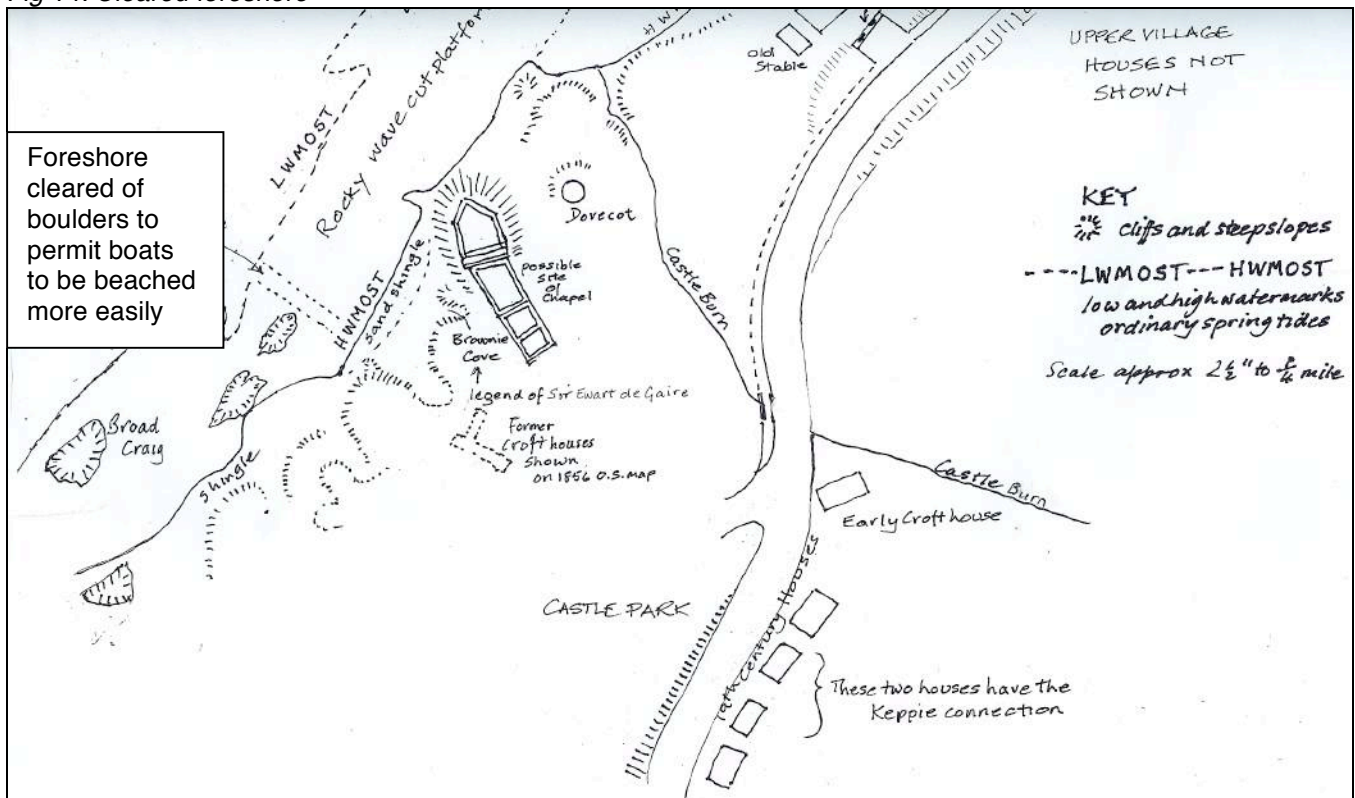 Foreshore
cleared of
boulders to
permit boats
to be beached
more easily
LWMOST
Rocky wave cut platfor
HW
Old
Stable
UPPER VILLAGE
HOUSES NOT
SHOWN
KEY
cliffs and steepslopes
----LWMOST---HWMOST
low and high watermarks
ordinary spring tides
Scale approx 2½" to ¼ mile
Dovecot
possible
site
of
chapel
HWMOST
sand shingle
Brownie
Cove
legend of Sir Ewart de Gaire
Former
Croft houses
Shown
on 1856 O.S. map
Castle Burn
Broad
Craig
Shingle
Castle Burn
Early Croft house
CASTLE PARK
19th Century Houses
These two houses have the
Keppie connection